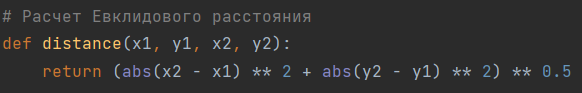 # Расчет Евклидового расстояния
def distance(x1, y1, x2, y2):
    return (abs(x2 - x1) ** 2 + abs(y2 - y1) ** 2) ** 0.5